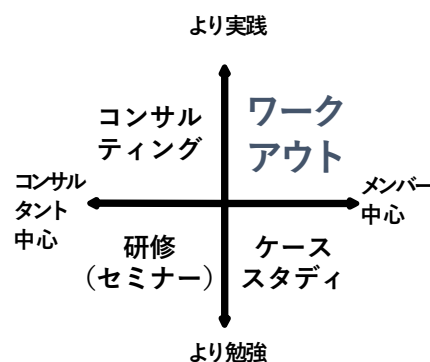 より実践
コンサル
ティング
ワーク
アウト
コンサル
タント
中心
メンバー
中心
研修
（セミナー）
ケース
スタディ
より勉強